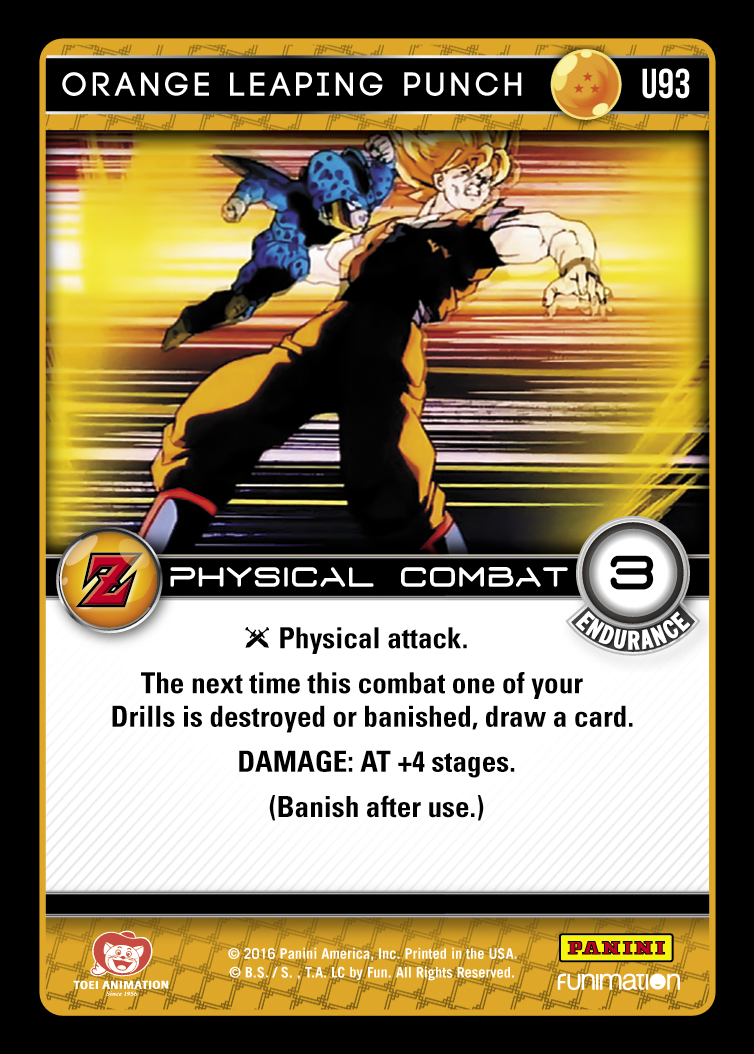 ORANGE LEAPING PUNCH
U93
Z PHYSICAL COMBAT 3
ENDURANCE
Physical attack.
The next time this combat one of your
Drills is destroyed or banished, draw a card.
DAMAGE: AT +4 stages.
(Banish after use.)
TOEI ANIMATION
Since 1956
© 2016 Panini America, Inc. Printed in the USA.
© B.S. / S. , T.A. LC by Fun. All Rights Reserved.
PANINI
FUNIMATION